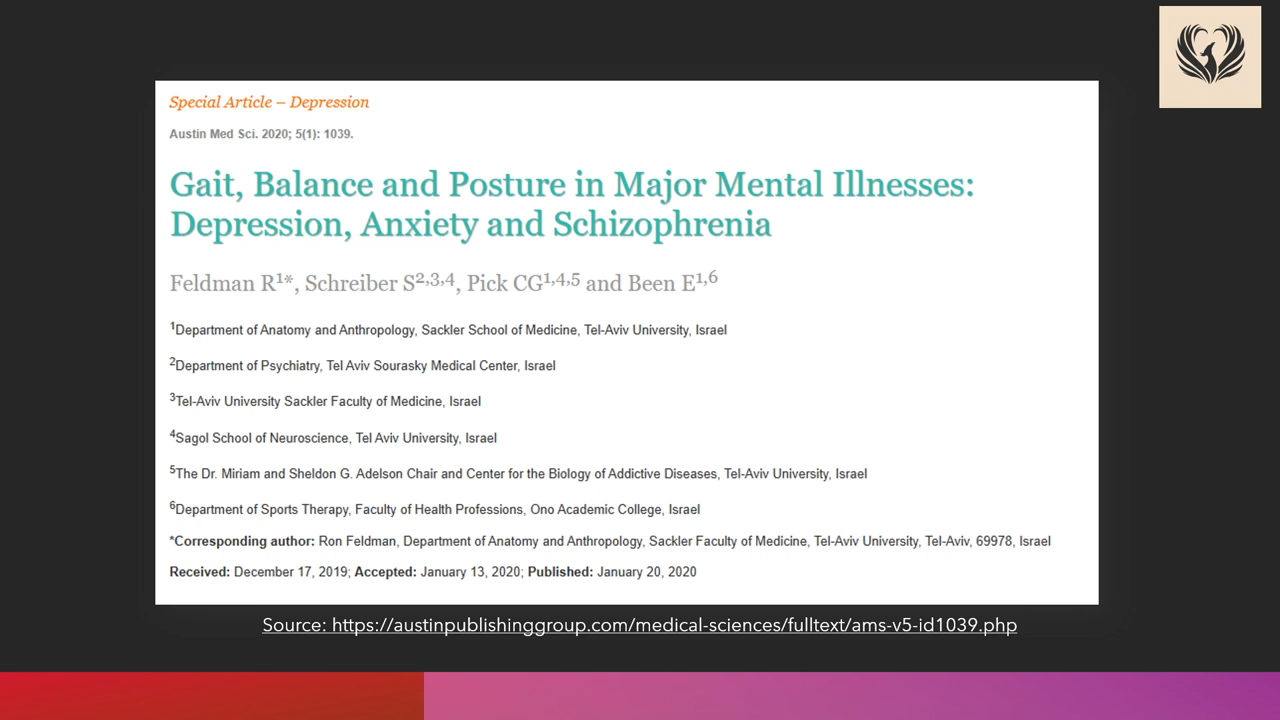 Special Article – Depression
Austin Med Sci. 2020; 5(1): 1039.
Gait, Balance and Posture in Major Mental Illnesses:
Depression, Anxiety and Schizophrenia
Feldman R¹*, Schreiber S²,³,⁴, Pick CG¹,⁴,⁵ and Been E¹,⁶
¹Department of Anatomy and Anthropology, Sackler School of Medicine, Tel-Aviv University, Israel
²Department of Psychiatry, Tel Aviv Sourasky Medical Center, Israel
³Tel-Aviv University Sackler Faculty of Medicine, Israel
⁴Sagol School of Neuroscience, Tel Aviv University, Israel
⁵The Dr. Miriam and Sheldon G. Adelson Chair and Center for the Biology of Addictive Diseases, Tel-Aviv University, Israel
⁶Department of Sports Therapy, Faculty of Health Professions, Ono Academic College, Israel
*Corresponding author: Ron Feldman, Department of Anatomy and Anthropology, Sackler Faculty of Medicine, Tel-Aviv University, Tel-Aviv, 69978, Israel
Received: December 17, 2019; Accepted: January 13, 2020; Published: January 20, 2020
Source: https://austinpublishinggroup.com/medical-sciences/fulltext/ams-v5-id1039.php